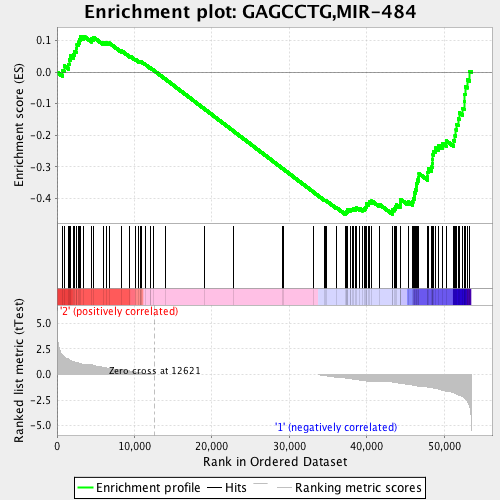 Enrichment plot: GAGCCTG,MIR-484
Enrichment score (ES)
0.1
0.0
-0.1
-0.2
-0.3
-0.4
'2' (positively correlated)
Ranked list metric (tTest)
5.0
2.5
0.0
-2.5
-5.0
Zero cross at 12621
'1' (negatively correlated)
0
10,000
20,000
30,000
40,000
50,000
Rank in Ordered Dataset
Enrichment profile
Hits
Ranking metric scores